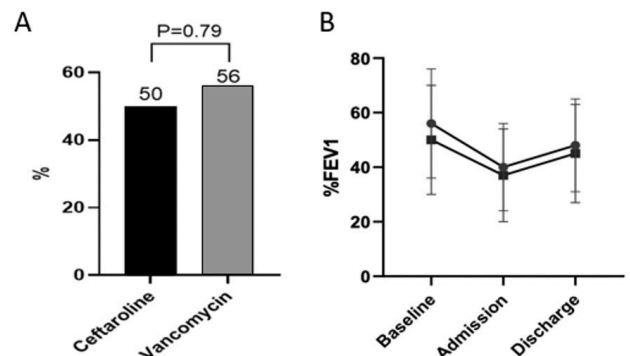 A
P=0.79
50
56
60
40
20
0
%
Ceftaroline
Vancomycin
B
80
60
40
20
0
%FEV1
Baseline
Admission
Discharge